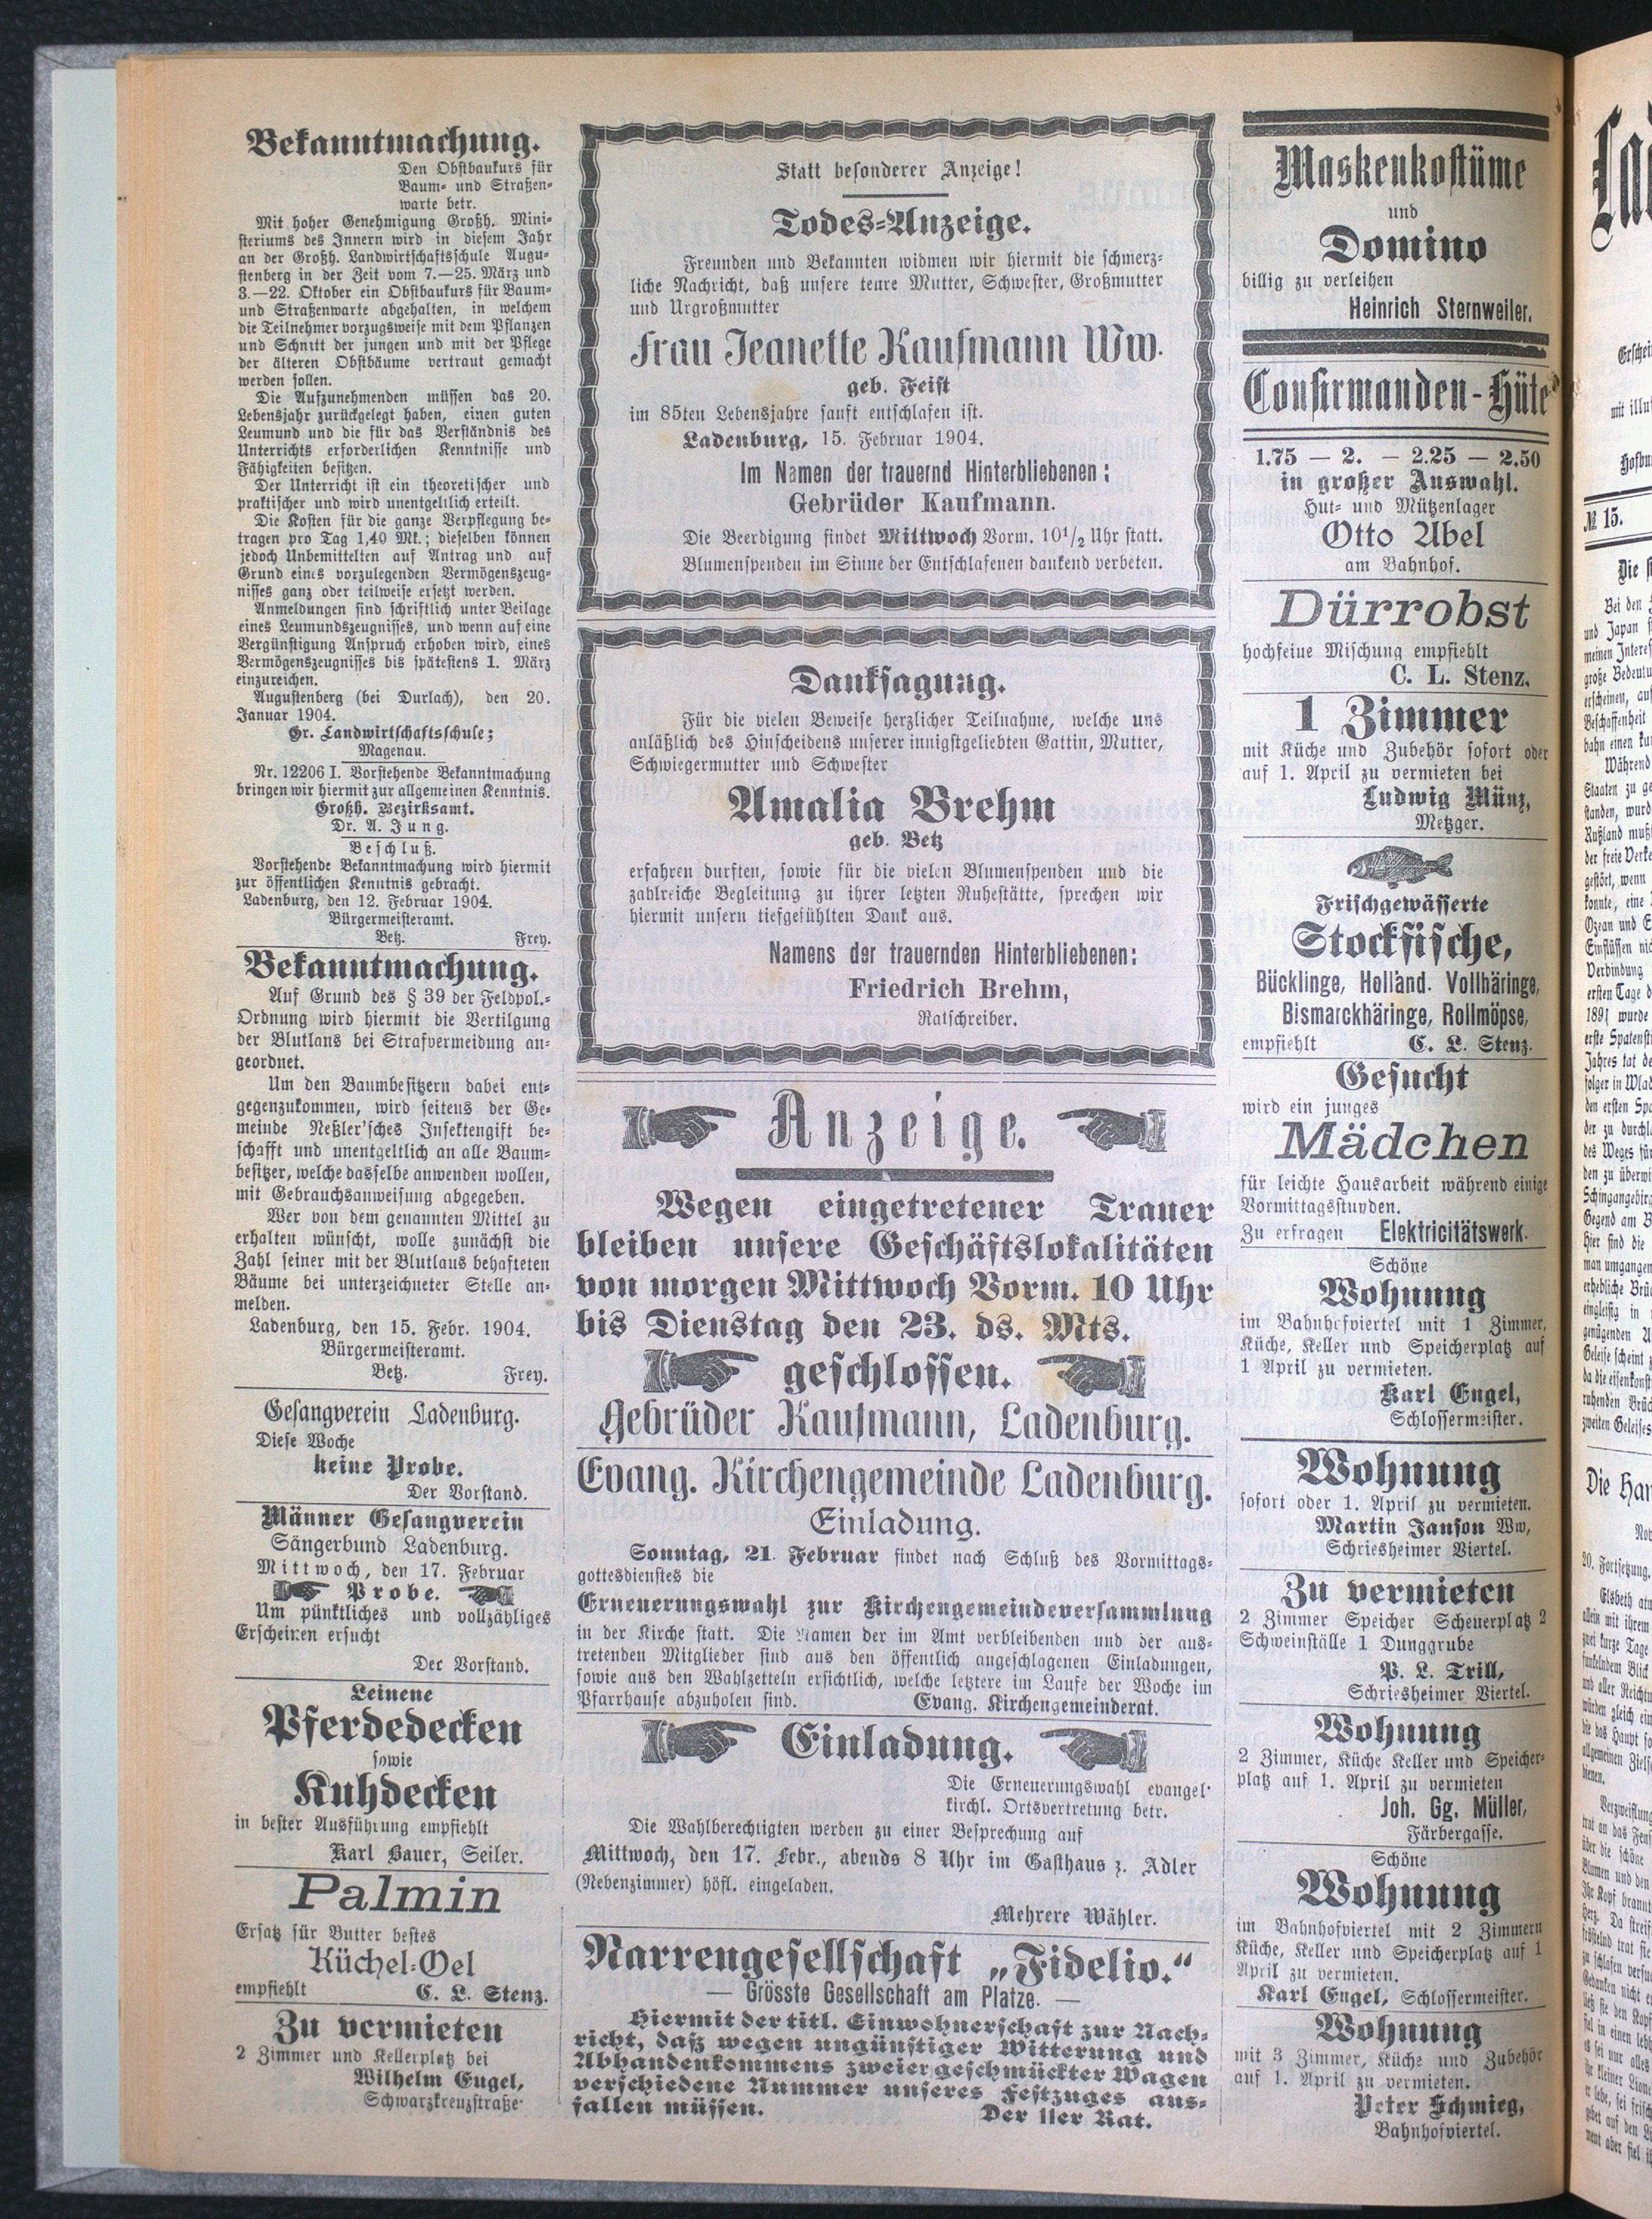 Bekanntmachung.
Den Obstbaukurs für
Baum- und Straßen-
warte betr.
Mit hoher Genehmigung Großh. Mini-
steriums des Innern wird in diesem Jahr
an der Großh. Landwirtschaftsschule Augu-
stenberg in der Zeit vom 7.—25. März und
3.—22. Oktober ein Obstbaukurs für Baum-
und Straßenwarte abgehalten, in welchem
die Teilnehmer vorzugsweise mit dem Pflanzen
und Schnitt der jungen und mit der Pflege
der älteren Obstbäume vertraut gemacht
werden sollen.
Die Aufzunehmenden müssen das 20.
Lebensjahr zurückgelegt haben, einen guten
Leumund und die für das Verständnis des
Unterrichts erforderlichen Kenntnisse und
Fähigkeiten besitzen.
Der Unterricht ist ein theoretischer und
praktischer und wird unentgeltlich erteilt.
Die Kosten für die ganze Verpflegung be-
tragen pro Tag 1,40 Mk.; dieselben können
jedoch Unbemittelten auf Antrag und auf
Grund eines vorzulegenden Vermögenszeug-
nisses ganz oder teilweise ersetzt werden.
Anmeldungen sind schriftlich unter Beilage
eines Leumundszeugnisses, und wenn auf eine
Vergünstigung Anspruch erhoben wird, eines
Vermögenszeugnisses bis spätestens 1. März
einzureichen.
Augustenberg (bei Durlach), den 20.
Januar 1904.
Gr. Landwirtschaftsschule;
Magenau.
Nr. 12206 I. Vorstehende Bekanntmachung
bringen wir hiermit zur allgemeinen Kenntnis.
Großh. Bezirksamt.
Dr. A. Jung.
Beschluß.
Vorstehende Bekanntmachung wird hiermit
zur öffentlichen Kenntnis gebracht.
Ladenburg, den 12. Februar 1904.
Bürgermeisteramt.
Betz. Frey.
Bekanntmachung.
Auf Grund des § 39 der Feldpol.-
Ordnung wird hiermit die Vertilgung
der Blutlans bei Strafvermeidung an-
geordnet.
Um den Baumbesitzern dabei ent-
gegenzukommen, wird seitens der Ge-
meinde Neßler'sches Insektengift be-
schafft und unentgeltlich an alle Baum-
besitzer, welche dasselbe anwenden wollen,
mit Gebrauchsanweisung abgegeben.
Wer von dem genannten Mittel zu
erhalten wünscht, wolle zunächst die
Zahl seiner mit der Blutlaus behafteten
Bäume bei unterzeichneter Stelle an-
melden.
Ladenburg, den 15. Febr. 1904.
Bürgermeisteramt.
Betz. Frey.
Gesangverein Ladenburg.
Diese Woche
keine Probe.
Der Vorstand.
Männer Gesangverein
Sängerbund Ladenburg.
Mittwoch, den 17. Februar
Probe.
Um pünktliches und vollzähliges
Erscheinen ersucht
Der Vorstand.
Leinene
Pferdedecken
sowie
Kuhdecken
in bester Ausführung empfiehlt
Karl Bauer, Seiler.
Palmin
Ersatz für Butter bestes
Küchel-Oel
empfiehlt C. L. Stenz.
Zu vermieten
2 Zimmer und Kellerplatz bei
Wilhelm Engel,
Schwarzkreuzstraße
Statt besonderer Anzeige!
Todes-Anzeige.
Freunden und Bekannten widmen wir hiermit die schmerz-
liche Nachricht, daß unsere teure Mutter, Schwester, Großmutter
und Urgroßmutter
Frau Jeanette Kaufmann Ww.
geb. Feist
im 85ten Lebensjahre sanft entschlafen ist.
Ladenburg, 15. Februar 1904.
Im Namen der trauernd Hinterbliebenen:
Gebrüder Kaufmann.
Die Beerdigung findet Mittwoch Vorm. 10½ Uhr statt.
Blumenspenden im Sinne der Entschlafenen dankend verbeten.
Danksagung.
Für die vielen Beweise herzlicher Teilnahme, welche uns
anläßlich des Hinscheidens unserer innigstgeliebten Gattin, Mutter,
Schwiegermutter und Schwester
Amalia Brehm
geb. Betz
erfahren durften, sowie für die vielen Blumenspenden und die
zahlreiche Begleitung zu ihrer letzten Ruhestätte, sprechen wir
hiermit unsern tiefgefühlten Dank aus.
Namens der trauernden Hinterbliebenen:
Friedrich Brehm,
Ratschreiber.
Anzeige.
Wegen eingetretener Trauer
bleiben unsere Geschäftslokalitäten
von morgen Mittwoch Vorm. 10 Uhr
bis Dienstag den 23. ds. Mts.
geschlossen.
Gebrüder Kaufmann, Ladenburg.
Evang. Kirchengemeinde Ladenburg.
Einladung.
Sonntag, 21. Februar findet nach Schluß des Vormittags-
gottesdienstes die
Erneuerungswahl zur Kirchengemeindeversammlung
in der Kirche statt. Die Namen der im Amt verbleibenden und der aus-
tretenden Mitglieder sind aus den öffentlich angeschlagenen Einladungen,
sowie aus den Wahlzetteln ersichtlich, welche letztere im Laufe der Woche im
Pfarrhause abzuholen sind. Evang. Kirchengemeinderat.
Einladung.
Die Erneuerungswahl evangel.
kirchl. Ortsvertretung betr.
Die Wahlberechtigten werden zu einer Besprechung auf
Mittwoch, den 17. Febr., abends 8 Uhr im Gasthaus z. Adler
(Nebenzimmer) höfl. eingeladen.
Mehrere Wähler.
Narrengesellschaft „Fidelio.“
— Grösste Gesellschaft am Platze. —
Hiermit der titl. Einwohnerschaft zur Nach-
richt, daß wegen ungünstiger Witterung und
Abhandenkommens zweier geschmückter Wagen
verschiedene Nummer unseres Festzuges aus-
fallen müssen. Der 11er Rat.
Maskenkostüme
und
Domino
billig zu verleihen
Heinrich Sternweiler.
Confirmanden-Hüte
1.75 — 2. — 2.25 — 2.50
in großer Auswahl.
Hut- und Mützenlager
Otto Abel
am Bahnhof.
Dürrobst
hochfeine Mischung empfiehlt
C. L. Stenz.
1 Zimmer
mit Küche und Zubehör sofort oder
auf 1. April zu vermieten bei
Ludwig Münz,
Metzger.
Frischgewässerte
Stockfische,
Bücklinge, Holländ. Vollhäringe,
Bismarckhäringe, Rollmöpse,
empfiehlt C. L. Stenz.
Gesucht
wird ein junges
Mädchen
für leichte Hausarbeit während einige
Vormittagsstunden.
Zu erfragen Elektricitätswerk.
Schöne
Wohnung
im Bahnhofviertel mit 1 Zimmer,
Küche, Keller und Speicherplatz auf
1 April zu vermieten.
Karl Engel,
Schlossermeister.
Wohnung
sofort oder 1. April zu vermieten.
Martin Janson Ww,
Schriesheimer Viertel.
Zu vermieten
2 Zimmer Speicher Scheuerplatz 2
Schweinställe 1 Dunggrube
P. L. Trill,
Schriesheimer Viertel.
Wohnung
2 Zimmer, Küche Keller und Speicher-
platz auf 1. April zu vermieten
Joh. Gg. Müller,
Färbergasse.
Schöne
Wohnung
im Bahnhofviertel mit 2 Zimmern
Küche, Keller und Speicherplatz auf 1
April zu vermieten.
Karl Engel, Schlossermeister.
Wohnung
mit 3 Zimmer, Küche und Zubehör
auf 1. April zu vermieten.
Peter Schmieg,
Bahnhofviertel.
№ 15.
Bei den
und Japan
Während
Staaten zu
Rußland
1891 wurde
20. Fortsetzung.